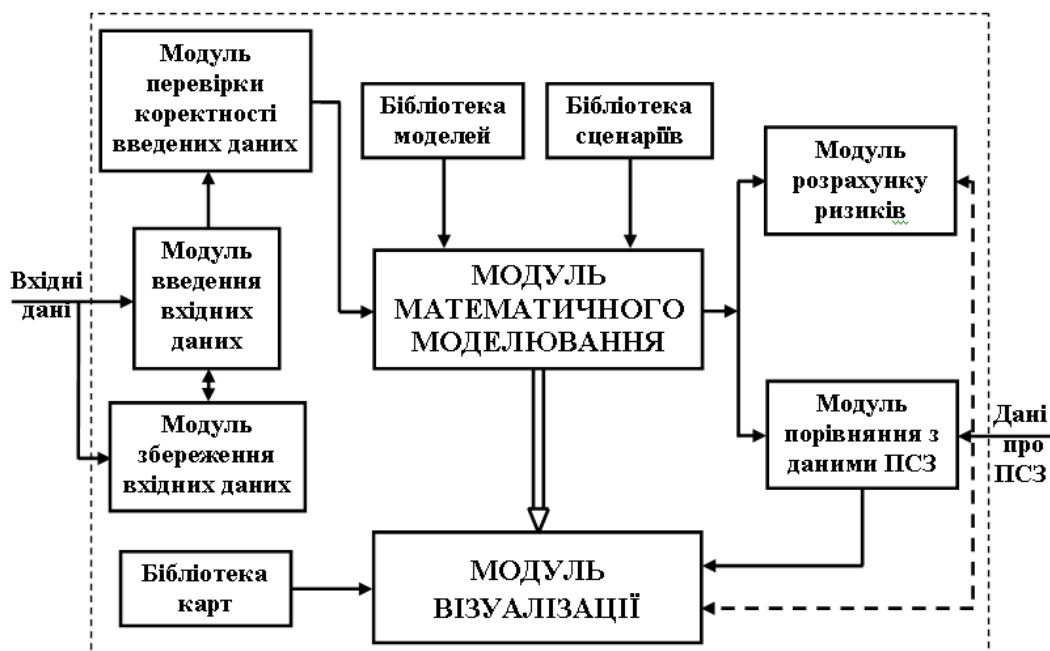 Модуль
перевірки
коректності
введених даних
Бібліотека
моделей
Бібліотека
сценаріїв
Модуль
розрахунку
ризиків
Вхідні
дані
Модуль
введення
вхідних
даних
МОДУЛЬ
МАТЕМАТИЧНОГО
МОДЕЛЮВАННЯ
Модуль
збереження
вхідних даних
Модуль
порівняння з
даними ПСЗ
Дані
про
ПСЗ
Бібліотека
карт
МОДУЛЬ
ВІЗУАЛІЗАЦІЇ